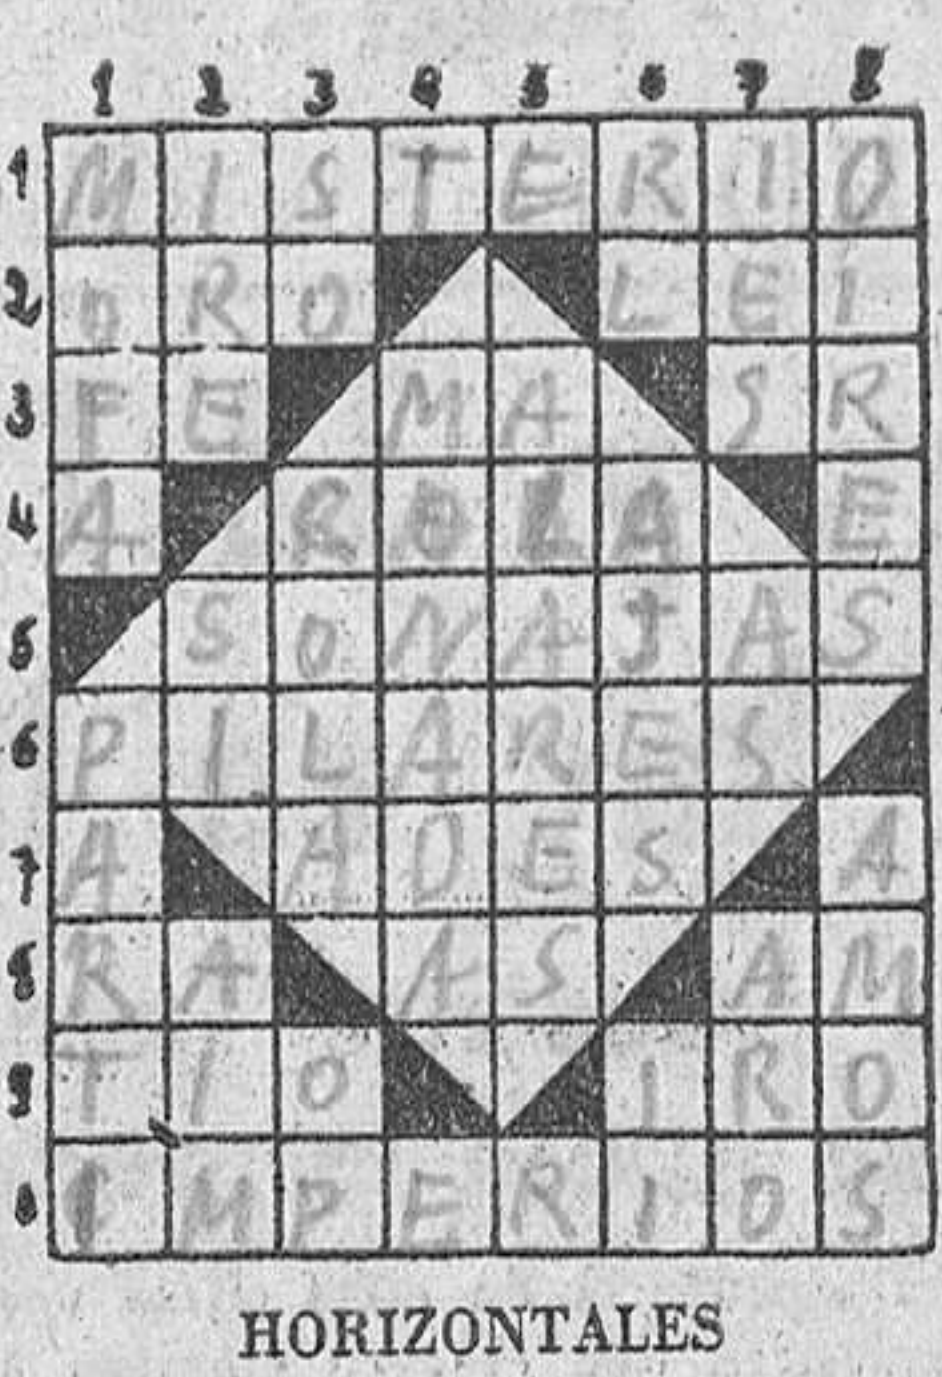 1 2 3 4 5 6 7 8
1 M I S T E R I O
2 O R O L E I
3 F E M A S R
4 A R O L A E
5 S O N A J A S
6 P I L A R E S
7 A A D E S A
8 R A A S A M
9 T I O I R O
0 I M P E R I O S
HORIZONTALES